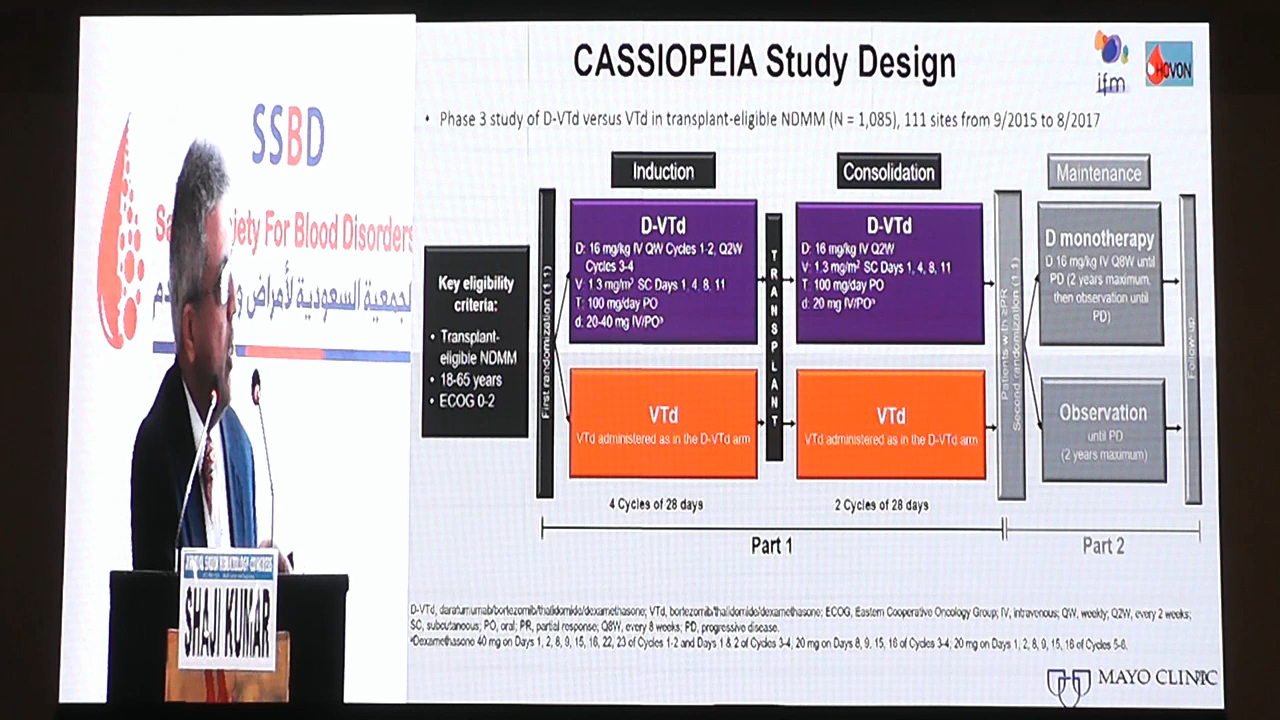 SSBD
Society For Blood Disorders
الجمعية السعودية لأمراض
SHAJI KUMAR
CASSIOPEIA Study Design
ifm
HOVON
• Phase 3 study of D-VTd versus VTd in transplant-eligible NDMM (N = 1,085), 111 sites from 9/2015 to 8/2017
Induction
Consolidation
Maintenance
Key eligibility
criteria:
• Transplant-
eligible NDMM
• 18-65 years
• ECOG 0-2
First randomization (1:1)
D-VTd
D: 16 mg/kg IV QW Cycles 1-2, Q2W
Cycles 3-4
V: 1.3 mg/m² SC Days 1, 4, 8, 11
T: 100 mg/day PO
d: 20-40 mg IV/POᵃ
VTd
VTd administered as in the D-VTd arm
4 Cycles of 28 days
TRANSPLANT
D-VTd
D: 16 mg/kg IV Q2W
V: 1.3 mg/m² SC Days 1, 4, 8, 11
T: 100 mg/day PO
d: 20 mg IV/POᵃ
VTd
VTd administered as in the D-VTd arm
2 Cycles of 28 days
Patients with ≥PR
Second randomization (1:1)
D monotherapy
D 16 mg/kg IV Q8W until
PD (2 years maximum,
then observation until
PD)
Observation
until PD
(2 years maximum)
Follow-up
Part 1
Part 2
D-VTd, daratumumab/bortezomib/thalidomide/dexamethasone; VTd, bortezomib/thalidomide/dexamethasone; ECOG, Eastern Cooperative Oncology Group; IV, intravenous; QW, weekly; Q2W, every 2 weeks;
SC, subcutaneous; PO, oral; PR, partial response; Q8W, every 8 weeks; PD, progressive disease.
ᵃDexamethasone 40 mg on Days 1, 2, 8, 9, 15, 16, 22, 23 of Cycles 1-2 and Days 1 & 2 of Cycles 3-4, 20 mg on Days 8, 9, 15, 16 of Cycles 3-4, 20 mg on Days 1, 2, 8, 9, 15, 16 of Cycles 5-6.
MAYO CLINIC